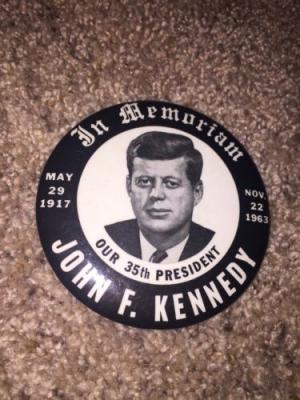 In Memoriam
MAY
29
1917
NOV.
22
1963
OUR 35th PRESIDENT
JOHN F. KENNEDY